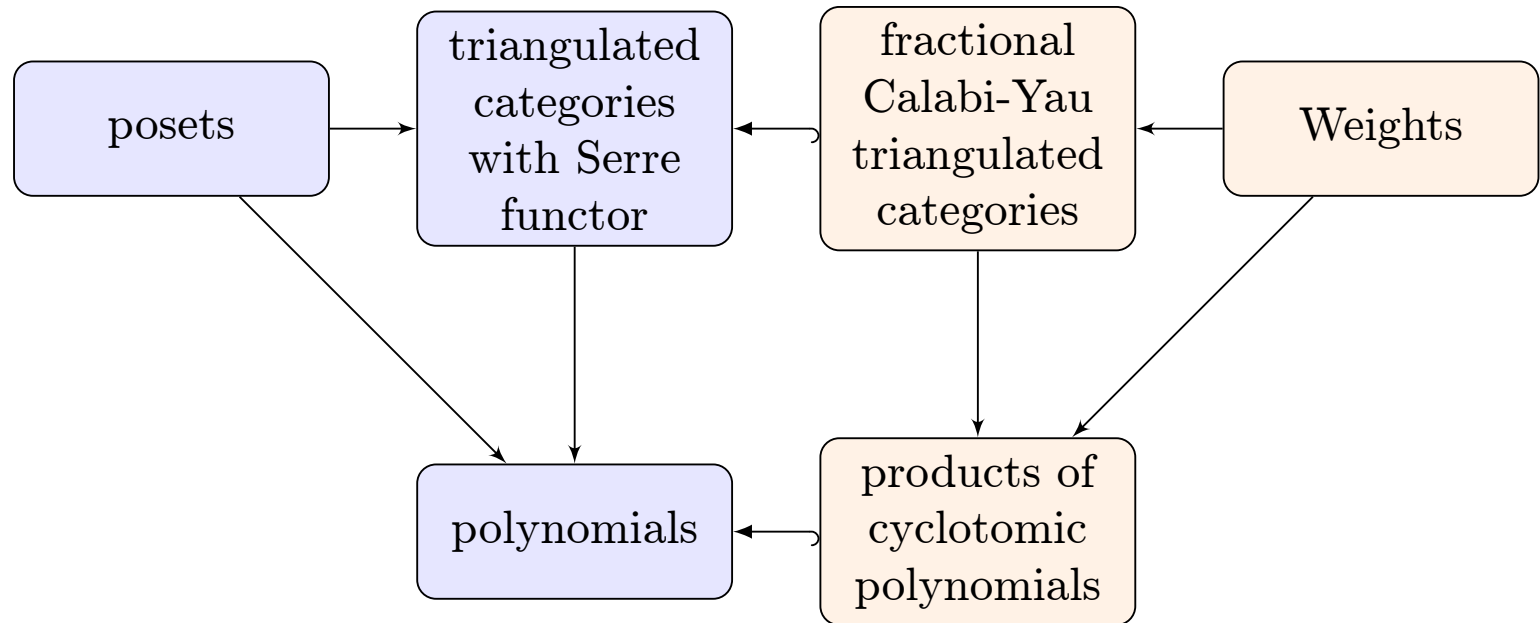 posets
triangulated
categories
with Serre
functor
fractional
Calabi-Yau
triangulated
categories
Weights
polynomials
products of
cyclotomic
polynomials